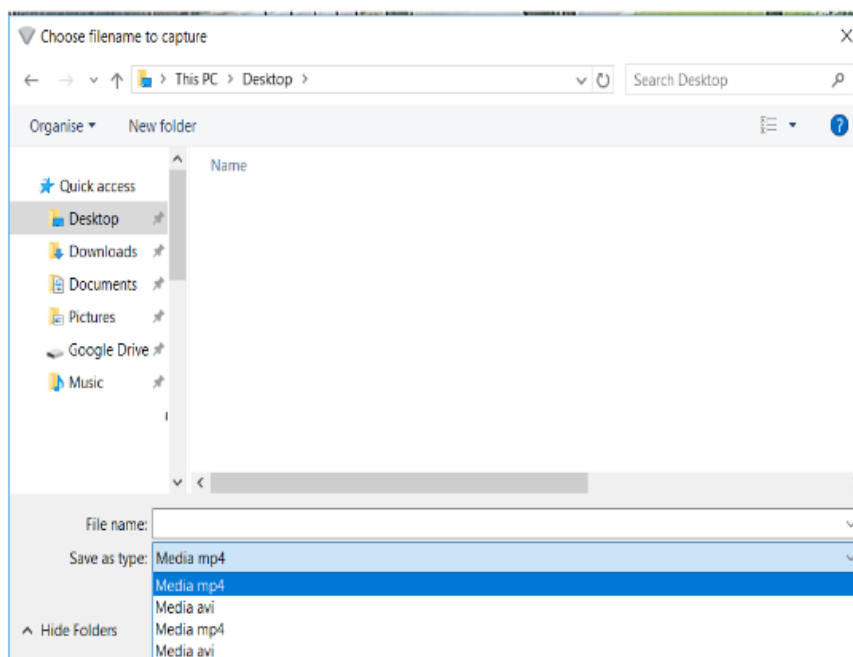 Choose filename to capture
This PC > Desktop >
Search Desktop
Organise
New folder
Name
Quick access
Desktop
Downloads
Documents
Pictures
Google Drive
Music
File name:
Save as type: Media mp4
Media mp4
Media avi
Media mp4
Media avi
Hide Folders